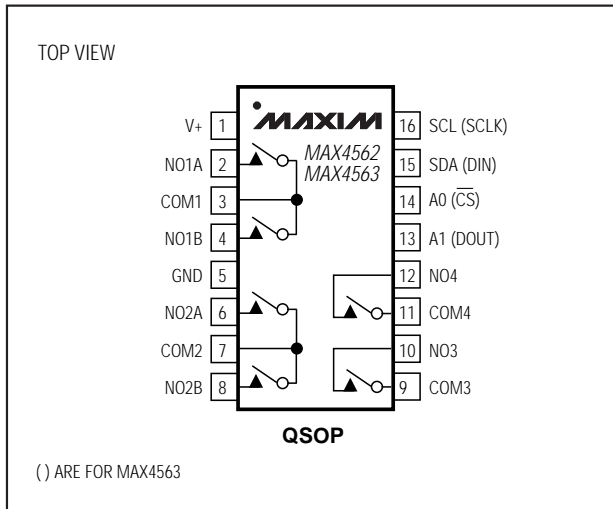 TOP VIEW
V+ 1
NO1A 2
COM1 3
NO1B 4
GND 5
NO2A 6
COM2 7
NO2B 8
MAXIM
MAX4562
MAX4563
16 SCL (SCLK)
15 SDA (DIN)
14 A0 (C̅S̅)
13 A1 (DOUT)
12 NO4
11 COM4
10 NO3
9 COM3
QSOP
( ) ARE FOR MAX4563